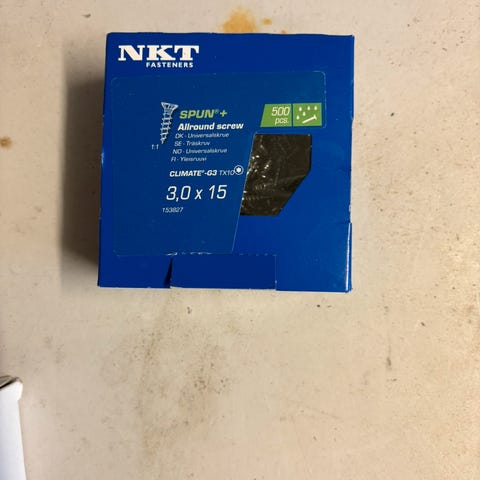 NKT
FASTENERS
SPUN®+
500
pcs.
Allround screw
DK - Universalskrue
SE - Träskruv
NO - Universalskrue
FI - Yleisruuvi
1:1
CLIMATE®-G3 TX10
3,0 x 15
153827